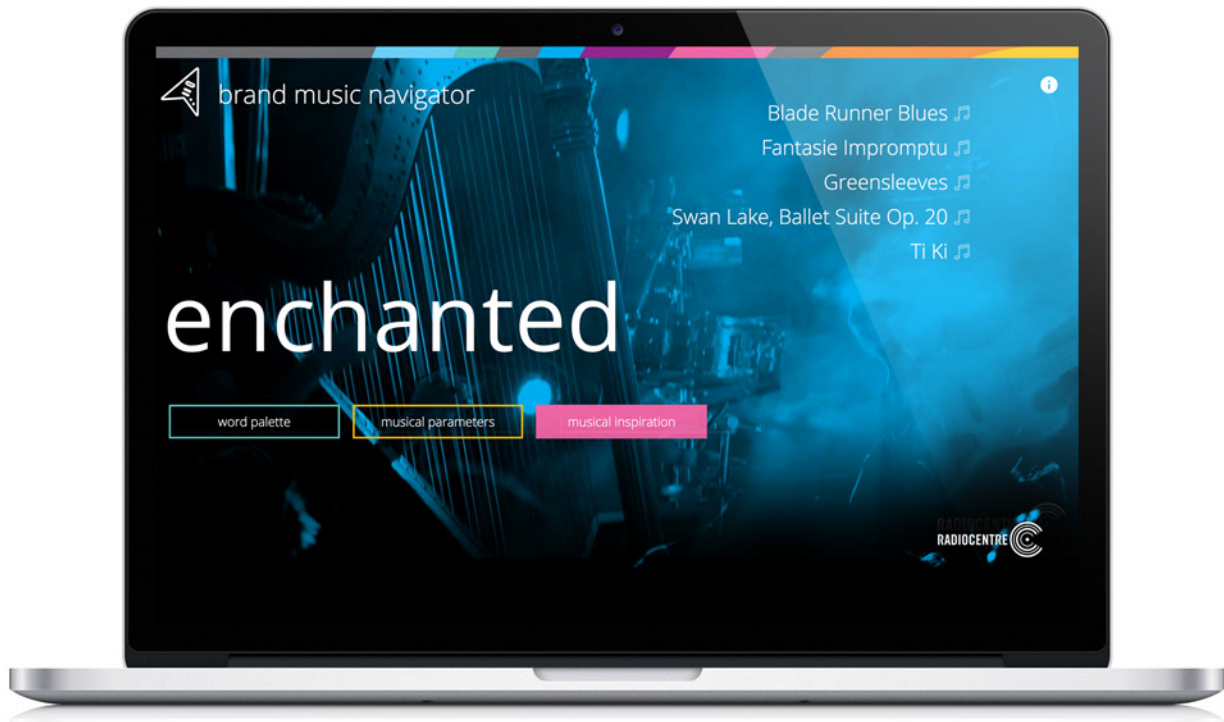 brand music navigator
Blade Runner Blues
Fantasie Impromptu
Greensleeves
Swan Lake, Ballet Suite Op. 20
Ti Ki
enchanted
word palette
musical parameters
musical inspiration
RADIOCENTRE
RADIOCENTRE